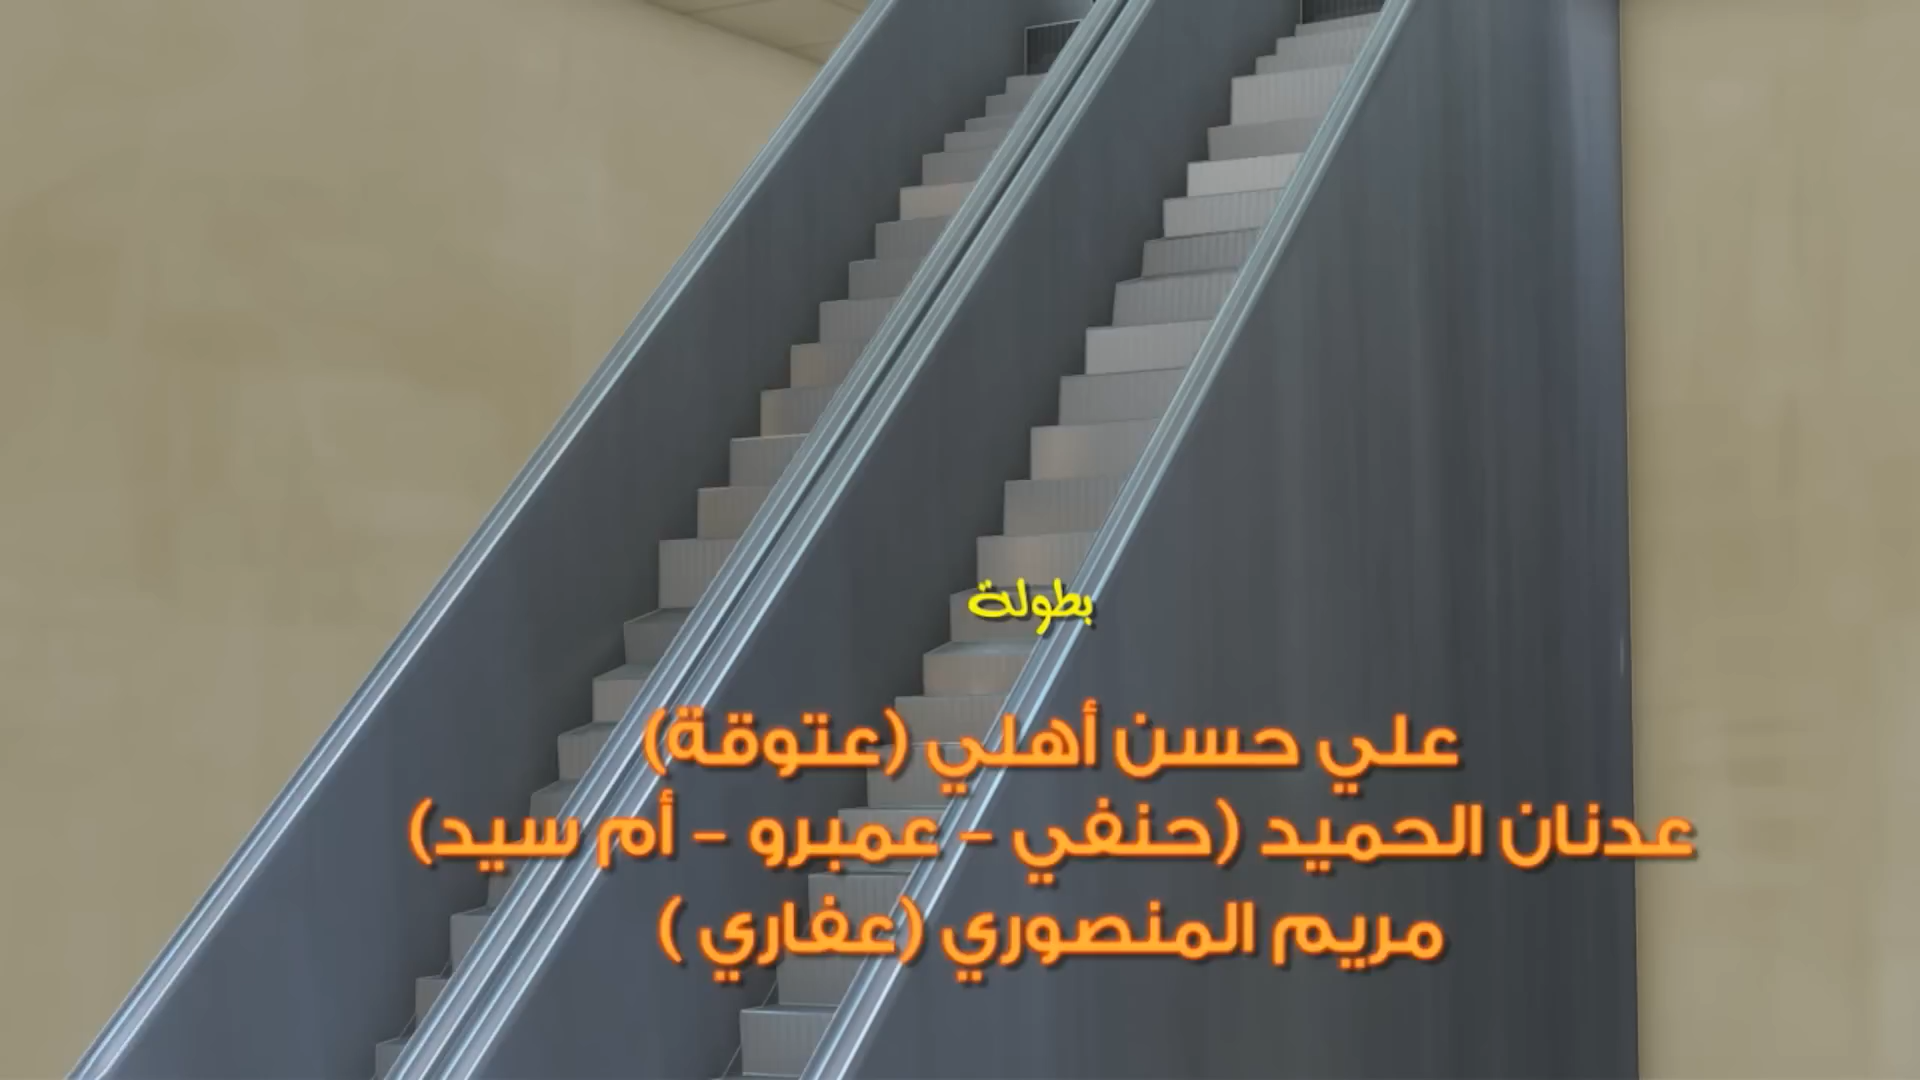 بطولة
علي حسن أهلي (عتوقة)
عدنان الحميد (حنفي - عمبرو - أم سيد)
مريم المنصوري (عفاري )